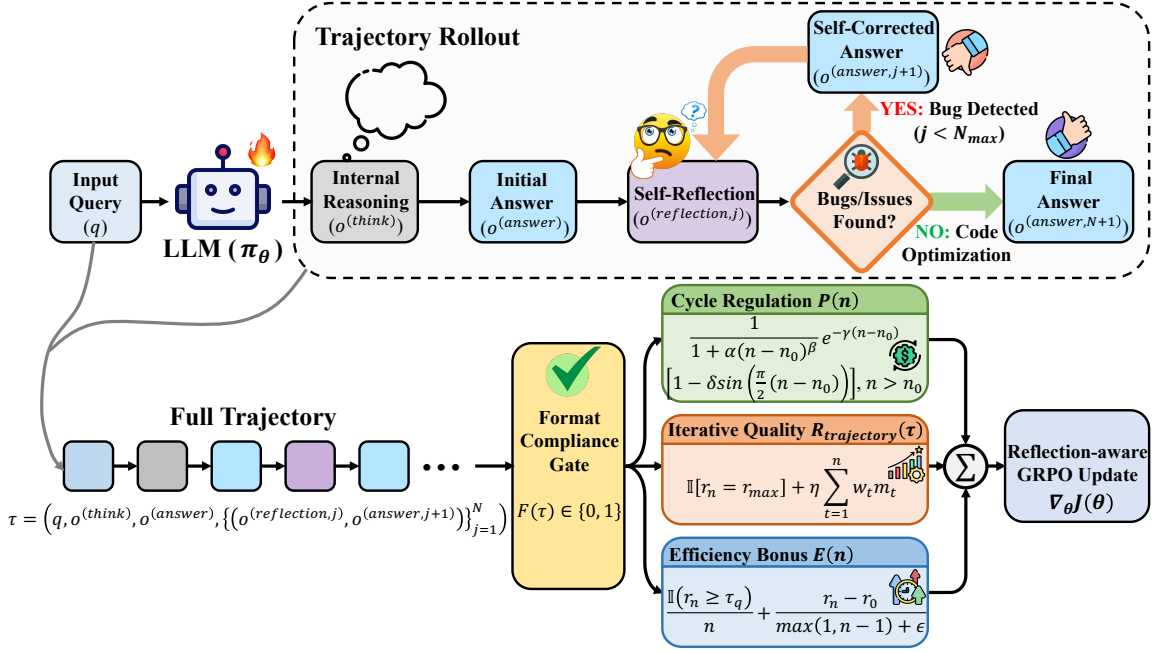 Trajectory Rollout
Input
Query
(q)
LLM (π_θ)
Internal
Reasoning
(o^(think))
Initial
Answer
(o^(answer))
?
Self-Reflection
(o^(reflection,j))
Self-Corrected
Answer
(o^(answer,j+1))
YES: Bug Detected
(j < N_max)
Bugs/Issues
Found?
NO: Code
Optimization
Final
Answer
(o^(answer,N+1))
Full Trajectory
τ = (q, o^(think), o^(answer), {(o^(reflection,j), o^(answer,j+1))}_{j=1}^N)
Format
Compliance
Gate
F(τ) ∈ {0, 1}
Cycle Regulation P(n)
1 / (1 + α(n − n_0)^β) e^{−γ(n−n_0)}
[1 − δsin(π/2 (n − n_0))], n > n_0
$
Iterative Quality R_trajectory(τ)
𝕀[r_n = r_max] + η ∑_{t=1}^n w_t m_t
Efficiency Bonus E(n)
𝕀(r_n ≥ τ_q) / n + (r_n − r_0) / (max(1, n − 1) + ϵ)
∑
Reflection-aware
GRPO Update
∇_θ J(θ)